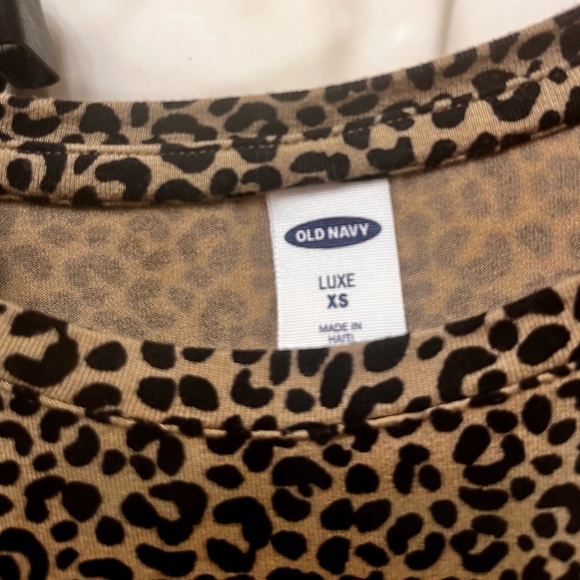 OLD NAVY
LUXE
XS
MADE IN
HAITI